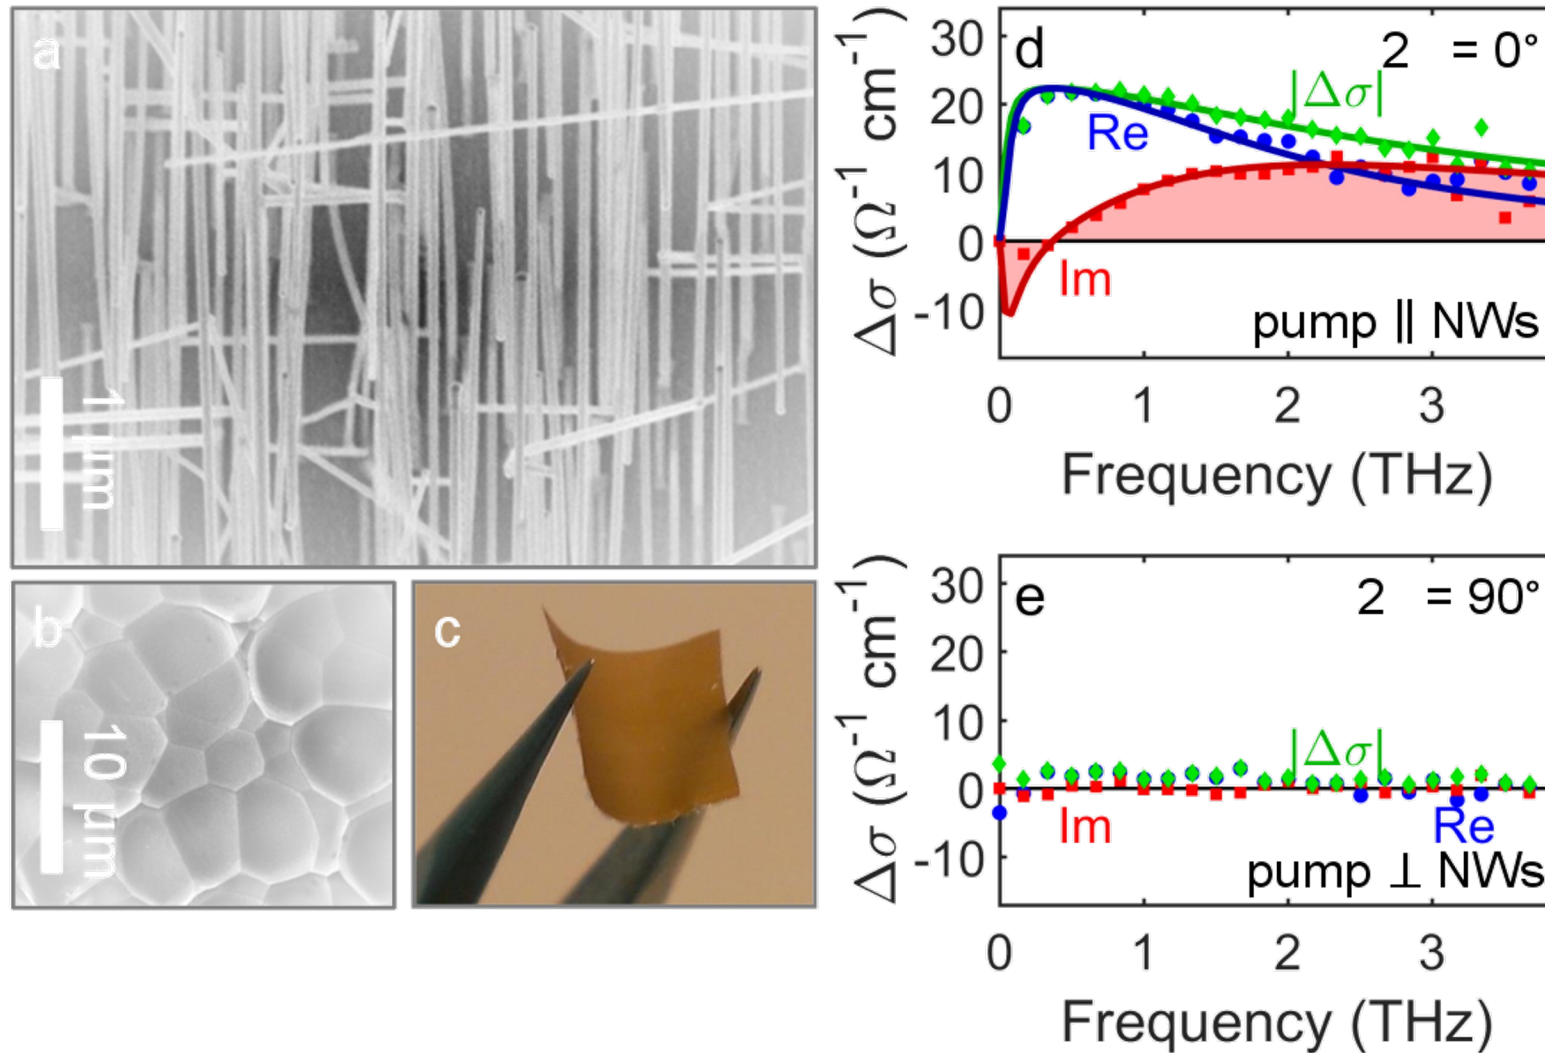 a
1 μm
b
10 μm
c
d
2 = 0°
|Δσ|
Re
Im
pump ∥ NWs
30
20
10
0
-10
Δσ (Ω⁻¹ cm⁻¹)
0 1 2 3
Frequency (THz)
e
2 = 90°
|Δσ|
Im
Re
pump ⊥ NWs
30
20
10
0
-10
Δσ (Ω⁻¹ cm⁻¹)
0 1 2 3
Frequency (THz)